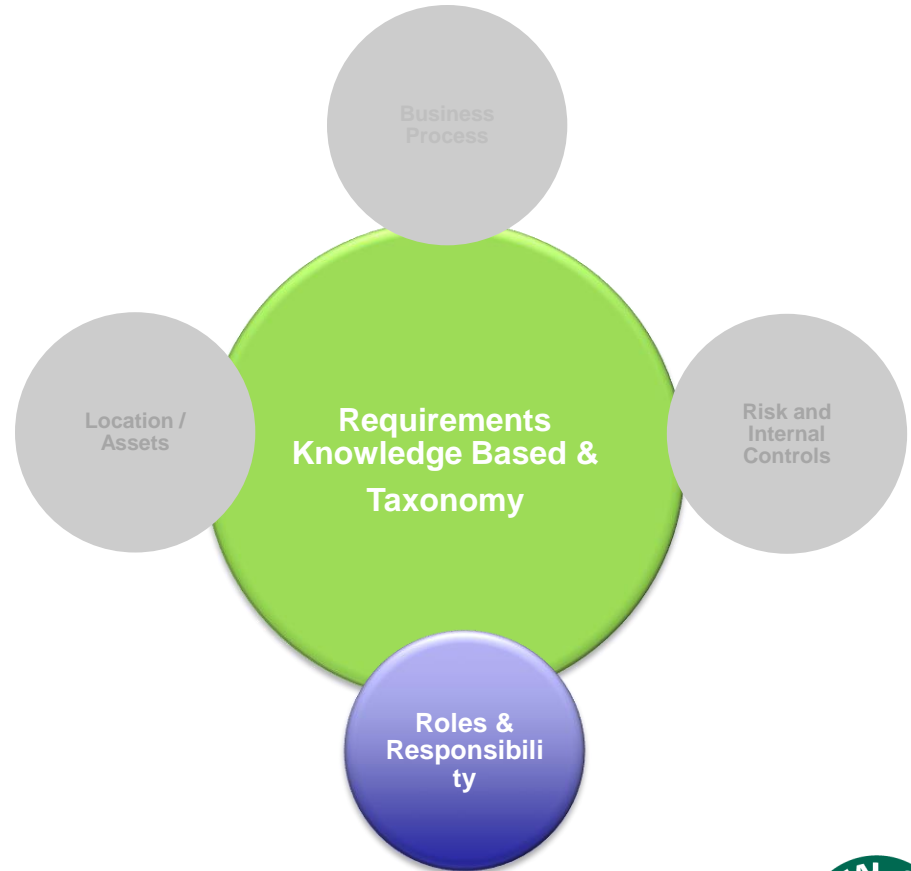 Business
Process
Location /
Assets
Requirements
Knowledge Based &
Taxonomy
Risk and
Internal
Controls
Roles &
Responsibili
ty